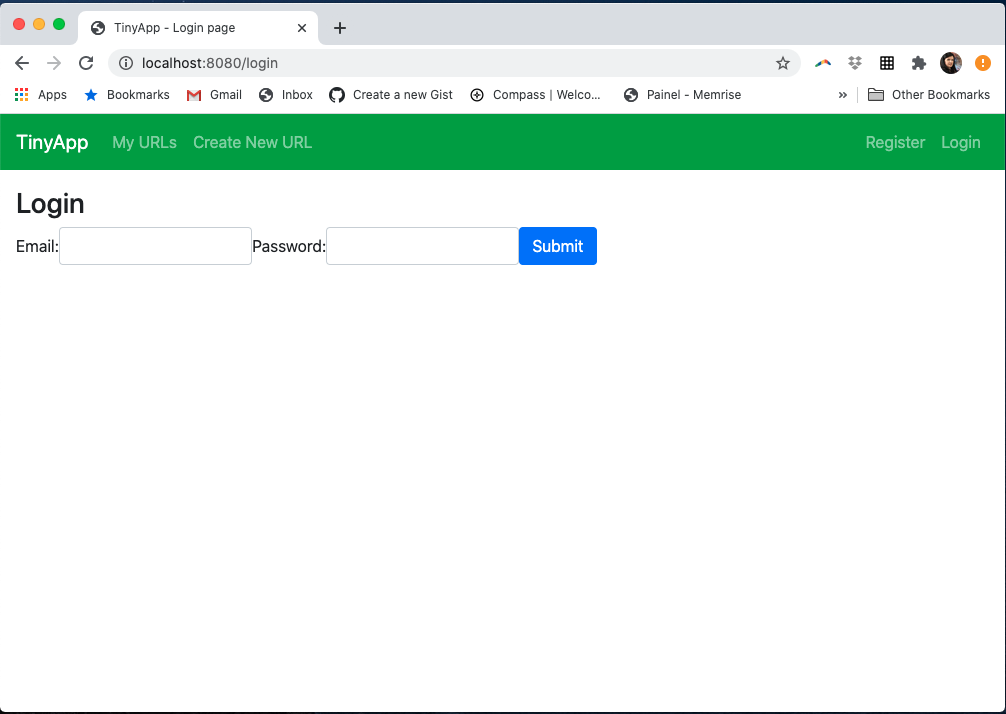 TinyApp - Login page
localhost:8080/login
Apps Bookmarks Gmail Inbox Create a new Gist Compass | Welco... Painel - Memrise » Other Bookmarks
TinyApp My URLs Create New URL Register Login
Login
Email: Password: Submit